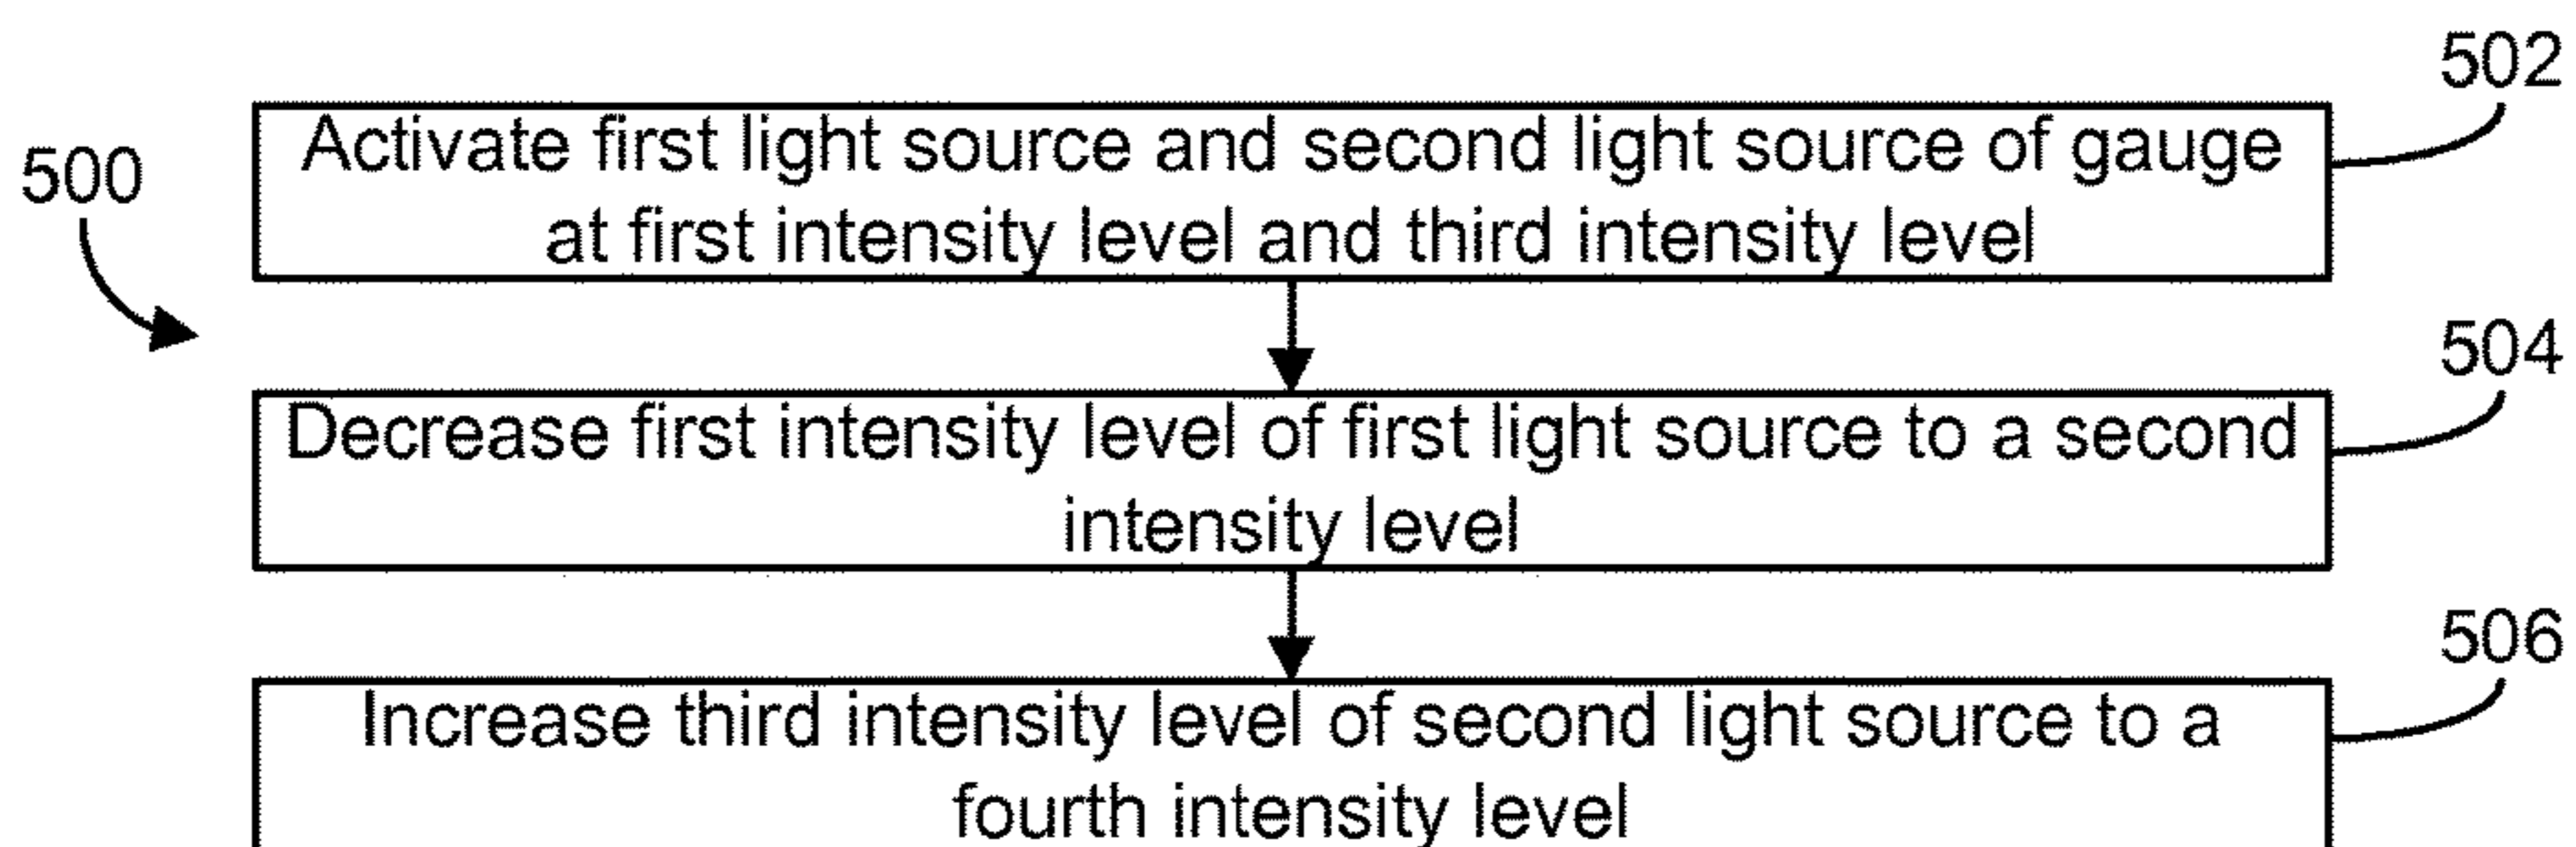 502
500
Activate first light source and second light source of gauge
at first intensity level and third intensity level
504
Decrease first intensity level of first light source to a second
intensity level
506
Increase third intensity level of second light source to a
fourth intensity level